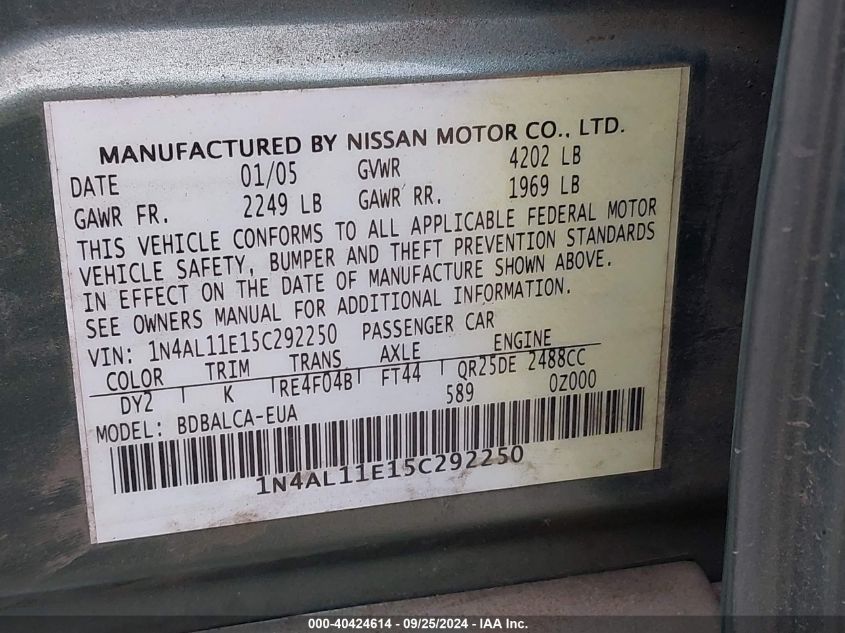 MANUFACTURED BY NISSAN MOTOR CO., LTD.
DATE 01/05 GVWR 4202 LB
GAWR FR. 2249 LB GAWR RR. 1969 LB
THIS VEHICLE CONFORMS TO ALL APPLICABLE FEDERAL MOTOR
VEHICLE SAFETY, BUMPER AND THEFT PREVENTION STANDARDS
IN EFFECT ON THE DATE OF MANUFACTURE SHOWN ABOVE.
SEE OWNERS MANUAL FOR ADDITIONAL INFORMATION.
VIN: 1N4AL11E15C292250 PASSENGER CAR
COLOR TRIM TRANS AXLE ENGINE
DY2 K RE4F04B FT44 QR25DE 2488CC
MODEL: BDBALCA-EUA 589 0Z000
1N4AL11E15C292250
000-40424614 - 09/25/2024 - IAA Inc.